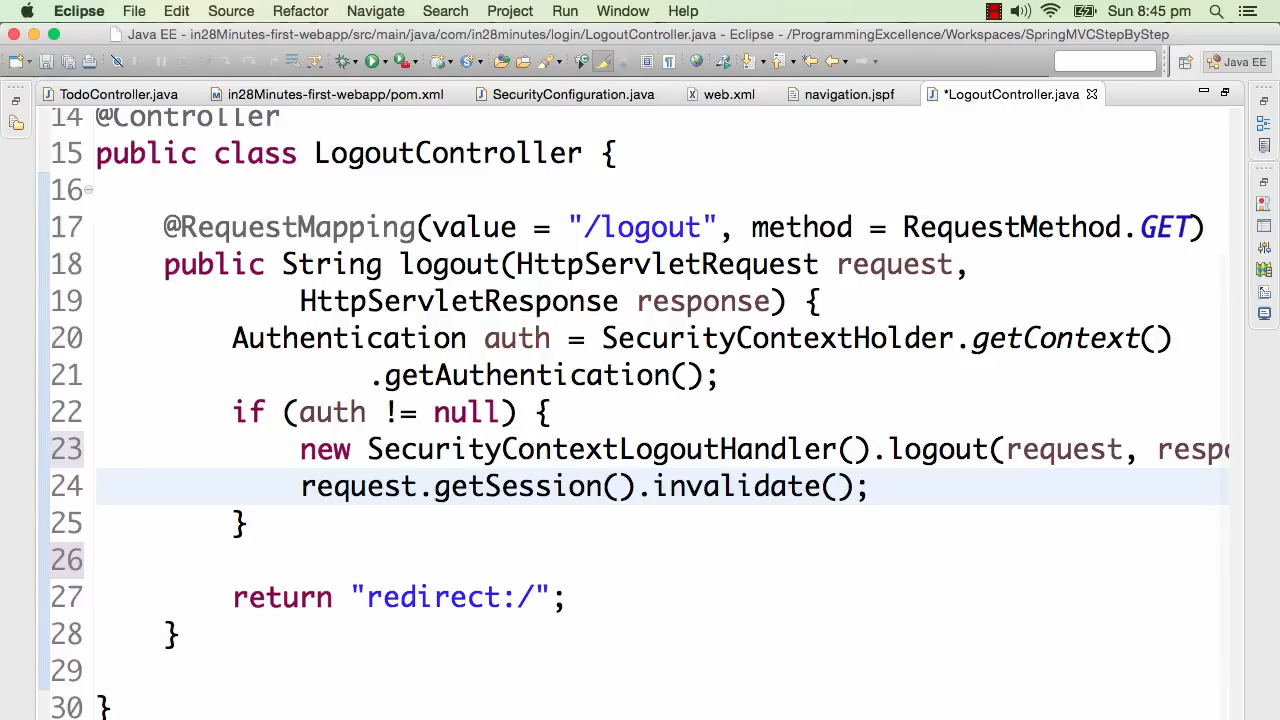 Eclipse File Edit Source Refactor Navigate Search Project Run Window Help Sun 8:45 pm
Java EE - in28Minutes-first-webapp/src/main/java/com/in28minutes/login/LogoutController.java - Eclipse - /ProgrammingExcellence/Workspaces/SpringMVCStepByStep
Java EE
TodoController.java in28Minutes-first-webapp/pom.xml SecurityConfiguration.java web.xml navigation.jspf *LogoutController.java
14 @Controller
15 public class LogoutController {
16
17 @RequestMapping(value = "/logout", method = RequestMethod.GET)
18 public String logout(HttpServletRequest request,
19 HttpServletResponse response) {
20 Authentication auth = SecurityContextHolder.getContext()
21 .getAuthentication();
22 if (auth != null) {
23 new SecurityContextLogoutHandler().logout(request, respo
24 request.getSession().invalidate();
25 }
26
27 return "redirect:/";
28 }
29
30 }